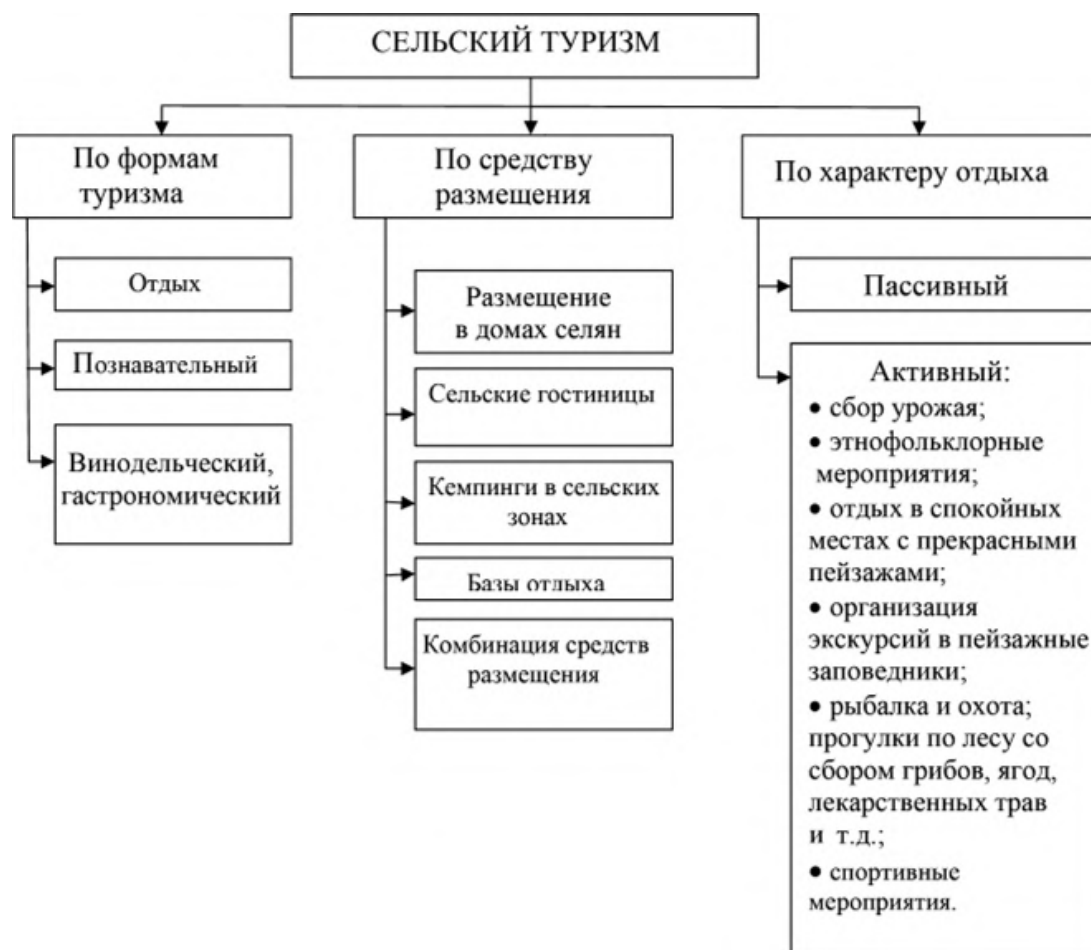 СЕЛЬСКИЙ ТУРИЗМ
По формам
туризма
Отдых
Познавательный
Винодельческий,
гастрономический
По средству
размещения
Размещение
в домах селян
Сельские гостиницы
Кемпинги в сельских
зонах
Базы отдыха
Комбинация средств
размещения
По характеру отдыха
Пассивный
Активный:
• сбор урожая;
• этнофольклорные
мероприятия;
• отдых в спокойных
местах с прекрасными
пейзажами;
• организация
экскурсий в пейзажные
заповедники;
• рыбалка и охота;
прогулки по лесу со
сбором грибов, ягод,
лекарственных трав
и т.д.;
• спортивные
мероприятия.